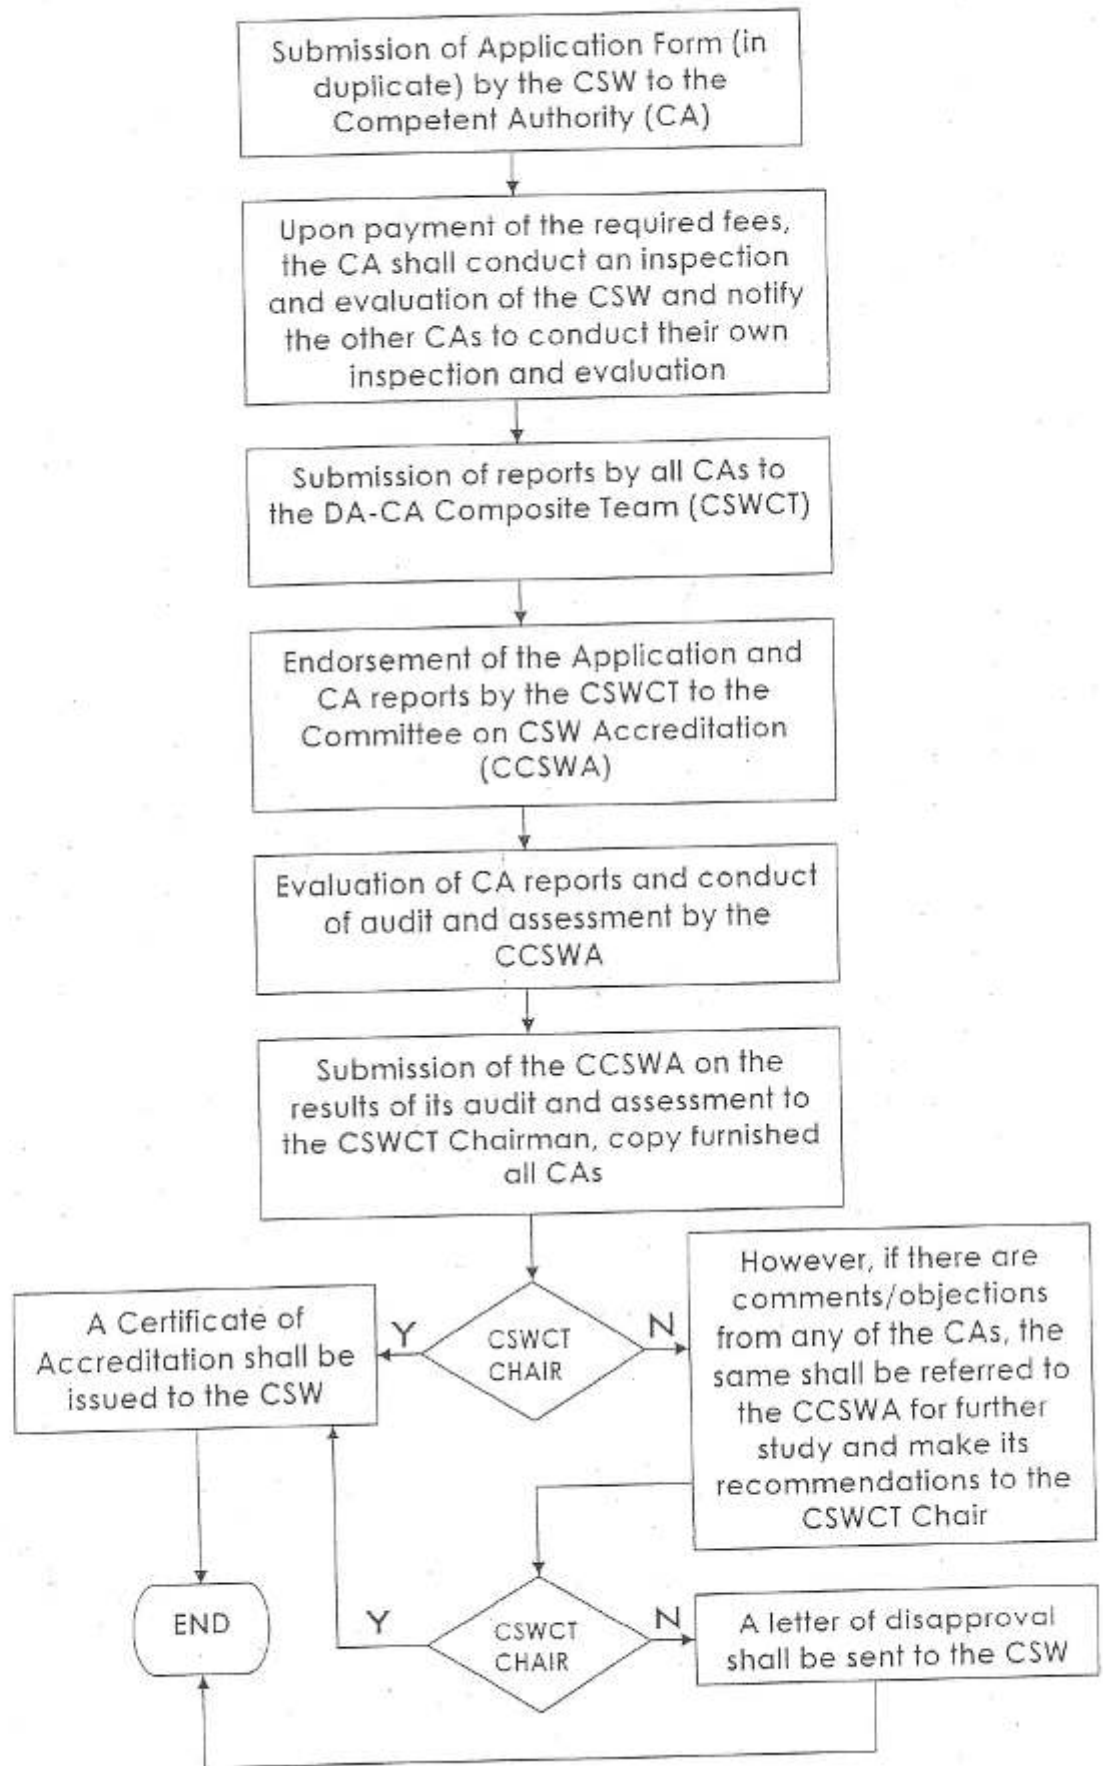 Submission of Application Form (in
duplicate) by the CSW to the
Competent Authority (CA)
Upon payment of the required fees,
the CA shall conduct an inspection
and evaluation of the CSW and notify
the other CAs to conduct their own
inspection and evaluation
Submission of reports by all CAs to
the DA-CA Composite Team (CSWCT)
Endorsement of the Application and
CA reports by the CSWCT to the
Committee on CSW Accreditation
(CCSWA)
Evaluation of CA reports and conduct
of audit and assessment by the
CCSWA
Submission of the CCSWA on the
results of its audit and assessment to
the CSWCT Chairman, copy furnished
all CAs
A Certificate of
Accreditation shall be
issued to the CSW
Y
CSWCT
CHAIR
N
However, if there are
comments/objections
from any of the CAs, the
same shall be referred to
the CCSWA for further
study and make its
recommendations to the
CSWCT Chair
END
Y
CSWCT
CHAIR
N
A letter of disapproval
shall be sent to the CSW